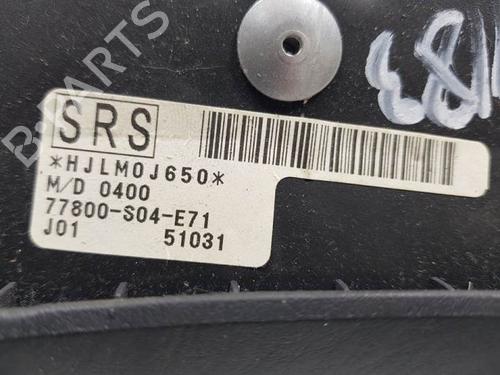 B-PARTS
SRS
*HJLM0J650*
M/D 0400
77800-S04-E71
J01 51031